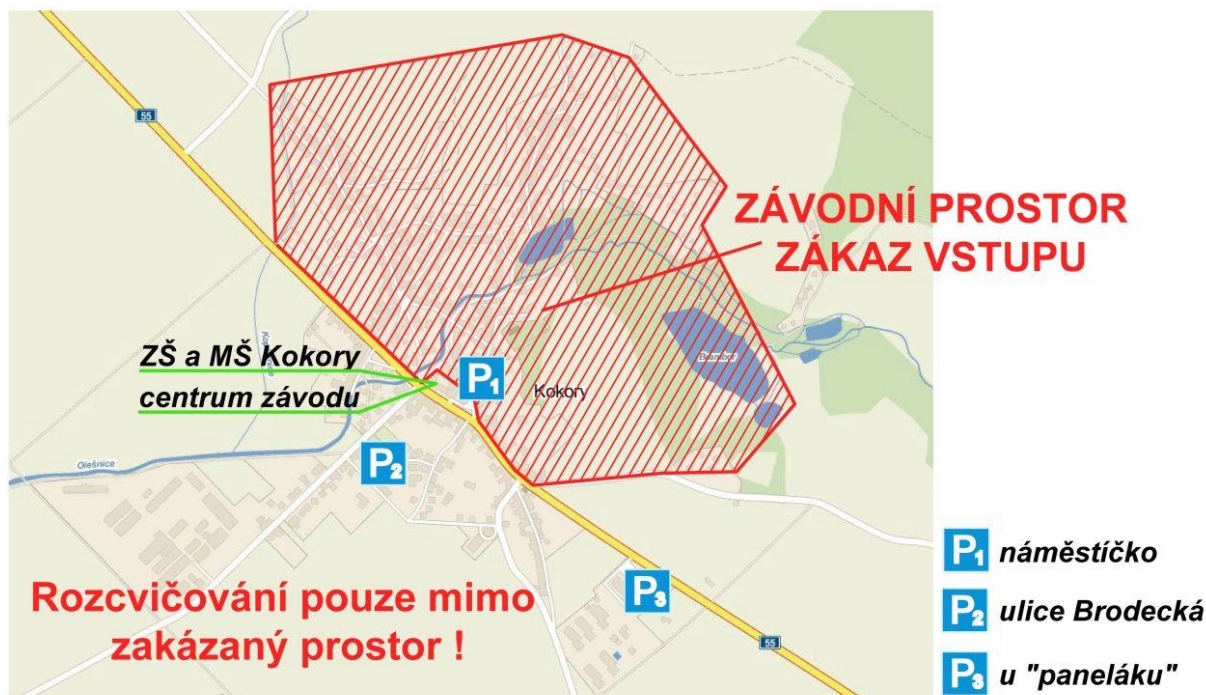 55
ZÁVODNÍ PROSTOR
ZÁKAZ VSTUPU
ZŠ a MŠ Kokory
centrum závodu
P1
Kokory
P2
Olešnice
P3
55
Rozcvičování pouze mimo
zakázaný prostor !
P1 náměstíčko
P2 ulice Brodecká
P3 u "paneláku"